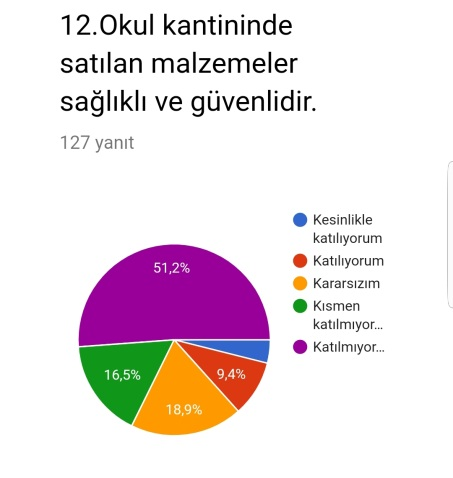 12.Okul kantininde
satılan malzemeler
sağlıklı ve güvenlidir.
127 yanıt
Kesinlikle
katılıyorum
Katılıyorum
Kararsızım
Kısmen
katılmıyor...
Katılmıyor...
51,2%
16,5%
18,9%
9,4%